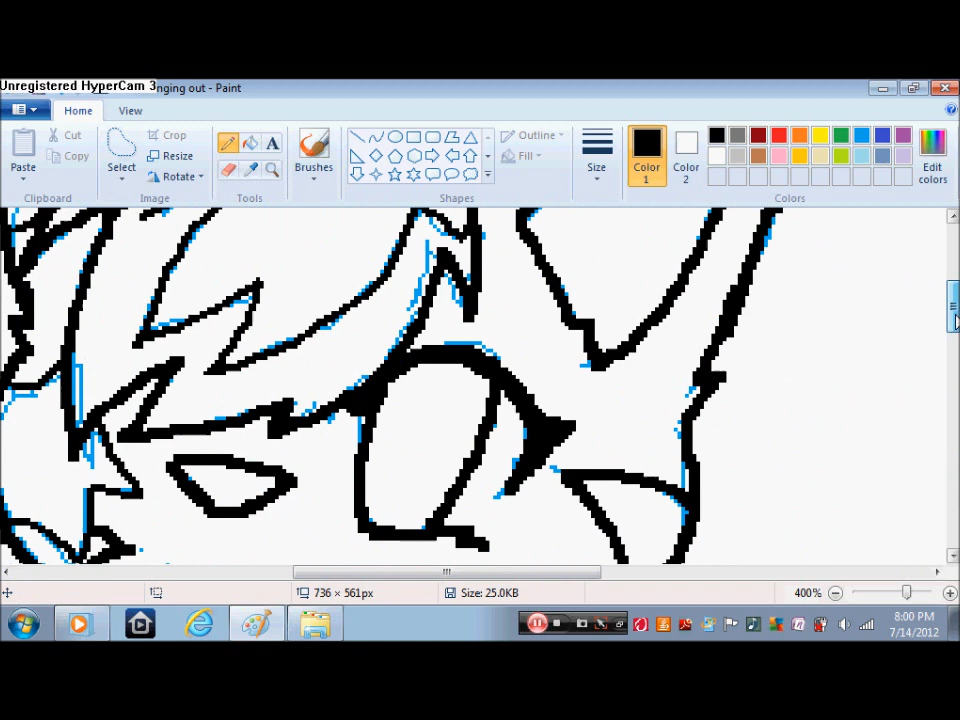 Unregistered HyperCam 3
nging out - Paint
Home View
Cut
Copy
Paste
Clipboard
Crop
Resize
Rotate
Select
Image
A
Tools
Brushes
Outline
Fill
Shapes
Size
Color 1
Color 2
Edit colors
Colors
736 × 561px
Size: 25.0KB
400%
8:00 PM
7/14/2012